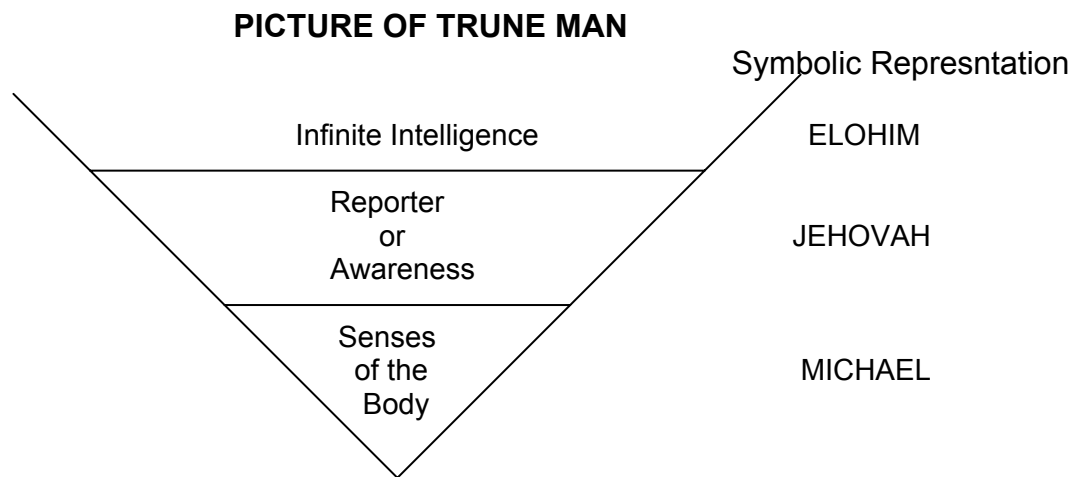 PICTURE OF TRUNE MAN
Symbolic Represntation
Infinite Intelligence
ELOHIM
Reporter
or
Awareness
JEHOVAH
Senses
of the
Body
MICHAEL